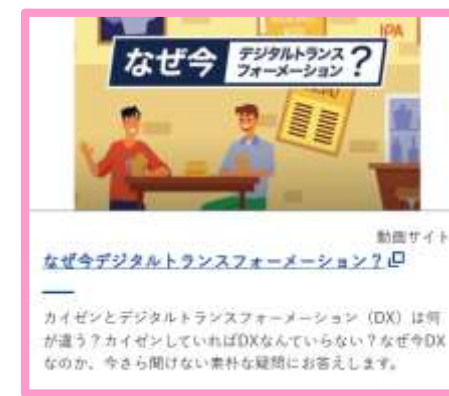 IPA
なぜ今 デジタルトランス
フォーメーション ?
MENU
動画サイト
なぜ今デジタルトランスフォーメーション?
カイゼンとデジタルトランスフォーメーション（DX）は何
が違う？カイゼンしていればDXなんていらない？なぜ今DX
なのか、今さら聞けない素朴な疑問にお答えします。